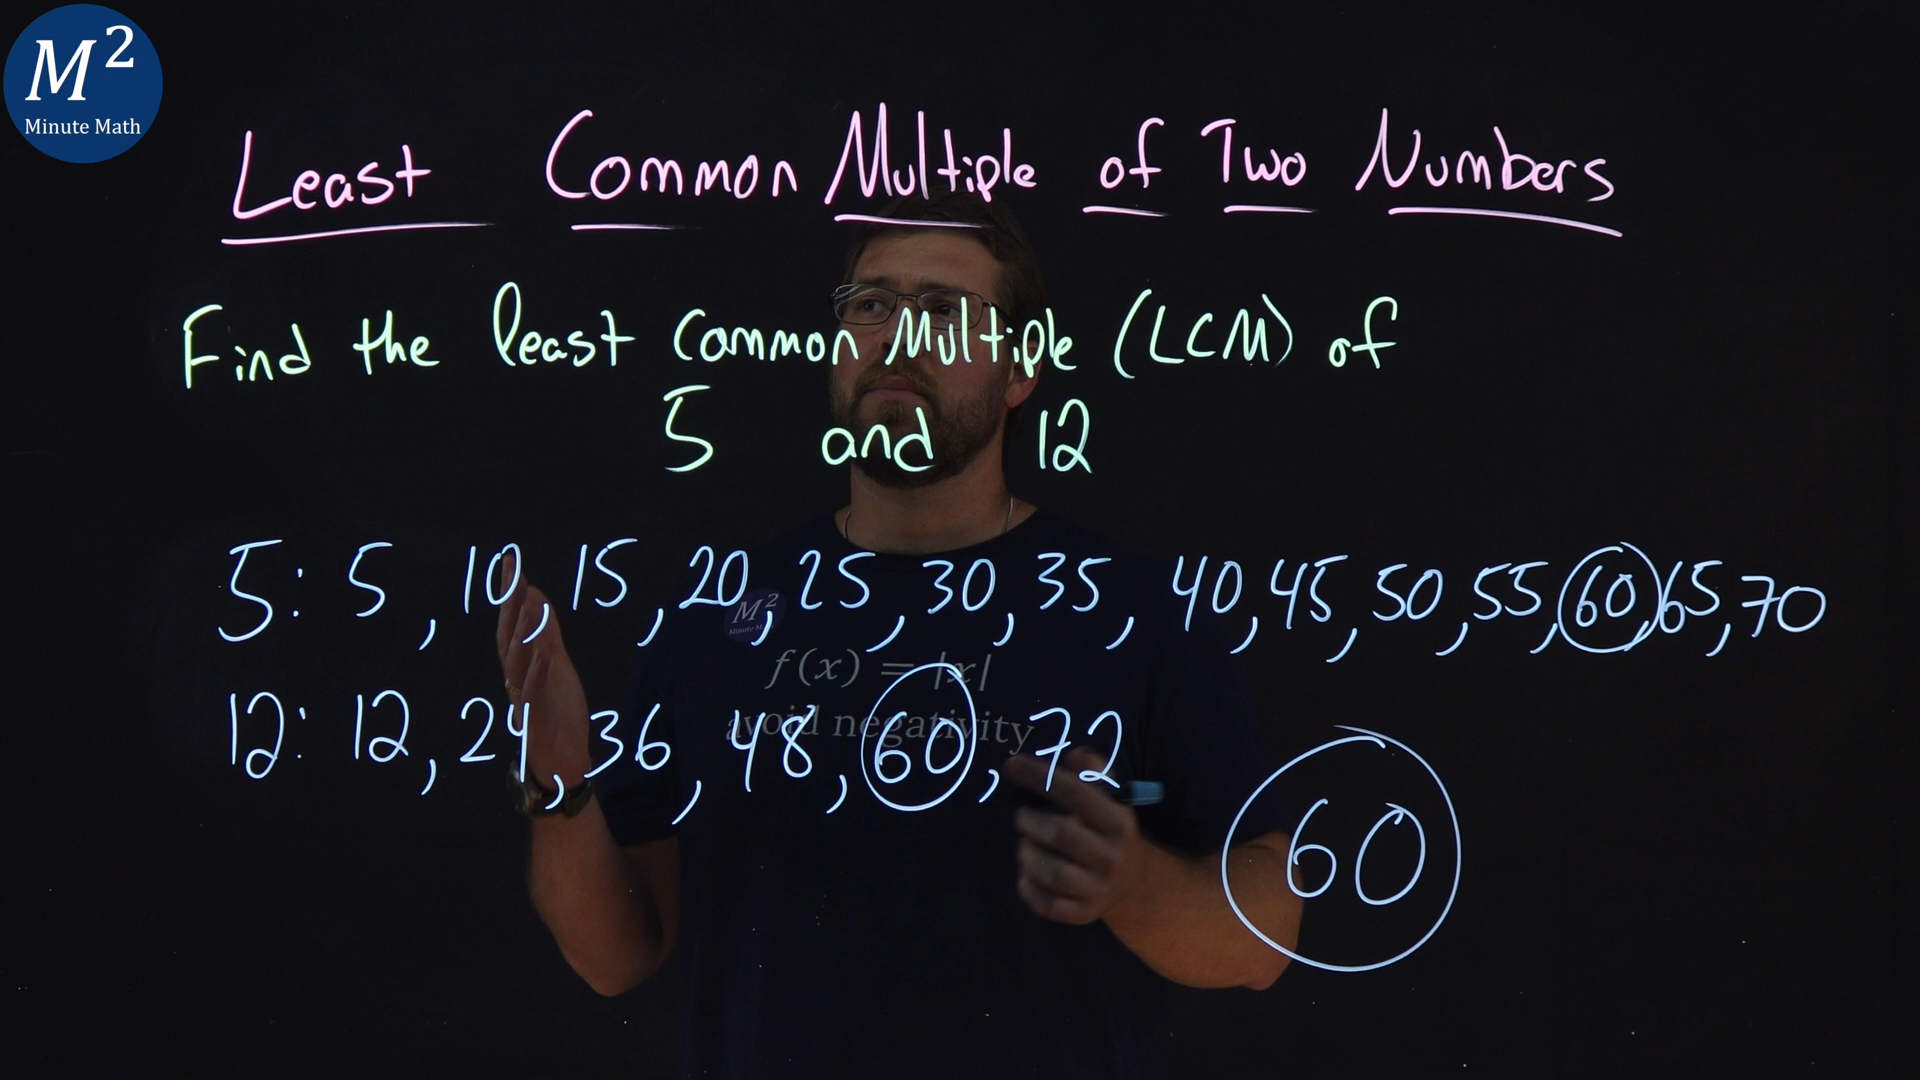 M²
Minute Math
Least Common Multiple of Two Numbers
Find the least Common Multiple (LCM) of
5 and 12
5: 5, 10, 15, 20, 25, 30, 35, 40, 45, 50, 55, 60, 65, 70
M²
f(x) = |x|
avoid negativity
12: 12, 24, 36, 48, 60, 72
60